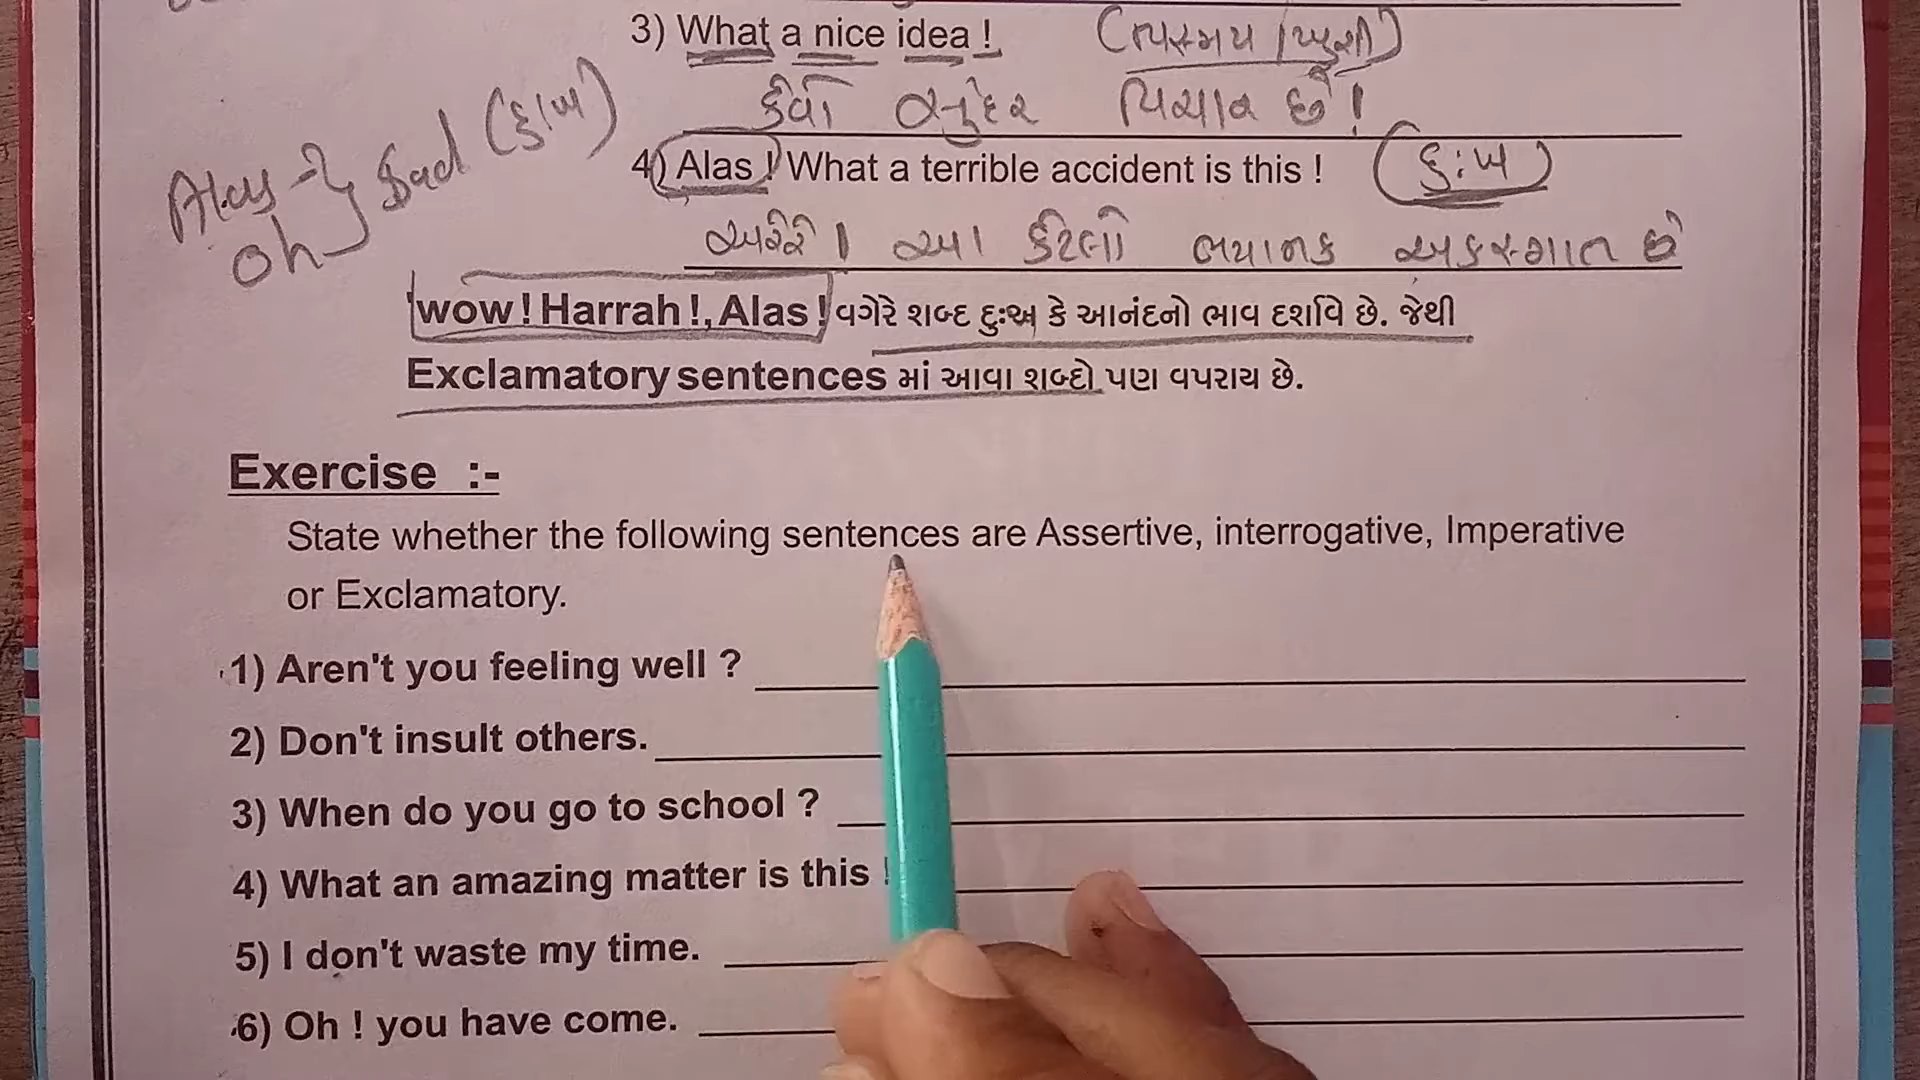 3) What a nice idea ! (વિસ્મય / ખુશી)
કેવો સુંદર વિચાર છે !
Alas
oh
Sad (દુઃખ)
4) Alas ! What a terrible accident is this ! (દુ:ખ)
અરેરે ! આ કેટલો ભયાનક અકસ્માત છે
'wow ! Harrah !, Alas ! વગેરે શબ્દ દુઃખ કે આનંદનો ભાવ દર્શાવે છે. જેથી
Exclamatory sentences માં આવા શબ્દો પણ વપરાય છે.
Exercise :-
State whether the following sentences are Assertive, interrogative, Imperative
or Exclamatory.
1) Aren't you feeling well ?
2) Don't insult others.
3) When do you go to school ?
4) What an amazing matter is this !
5) I don't waste my time.
6) Oh ! you have come.